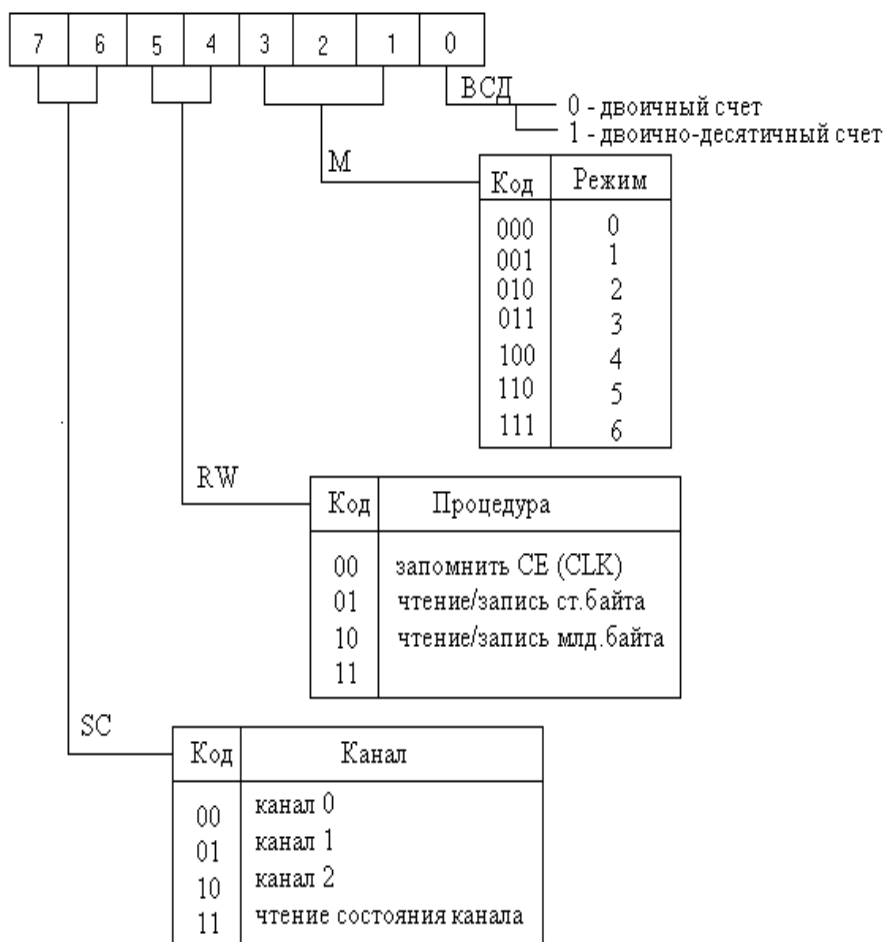 7 6 5 4 3 2 1 0
ВСД
0 - двоичный счет
1 - двоично-десятичный счет
M
Код Режим
000 0
001 1
010 2
011 3
100 4
110 5
111 6
RW
Код Процедура
00 запомнить CE (CLK)
01 чтение/запись ст.байта
10 чтение/запись млд.байта
11
SC
Код Канал
00 канал 0
01 канал 1
10 канал 2
11 чтение состояния канала